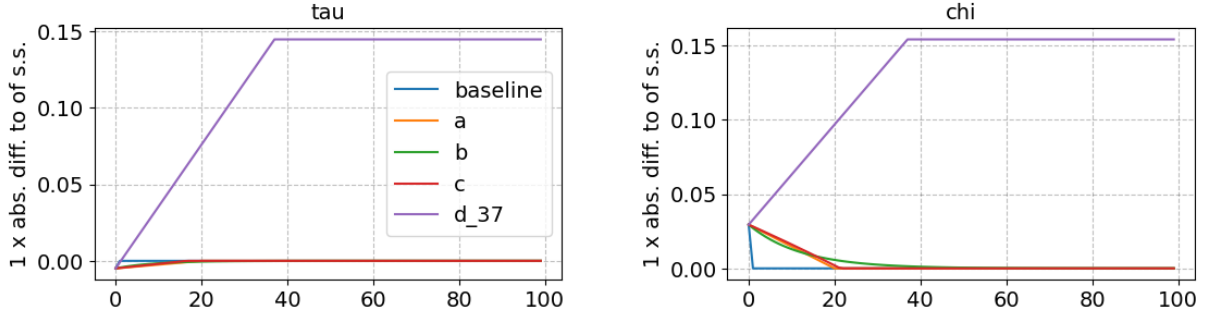 tau
1 x abs. diff. to of s.s.
0.15
0.10
0.05
0.00
baseline
a
b
c
d_37
0 20 40 60 80 100
chi
1 x abs. diff. to of s.s.
0.15
0.10
0.05
0.00
0 20 40 60 80 100